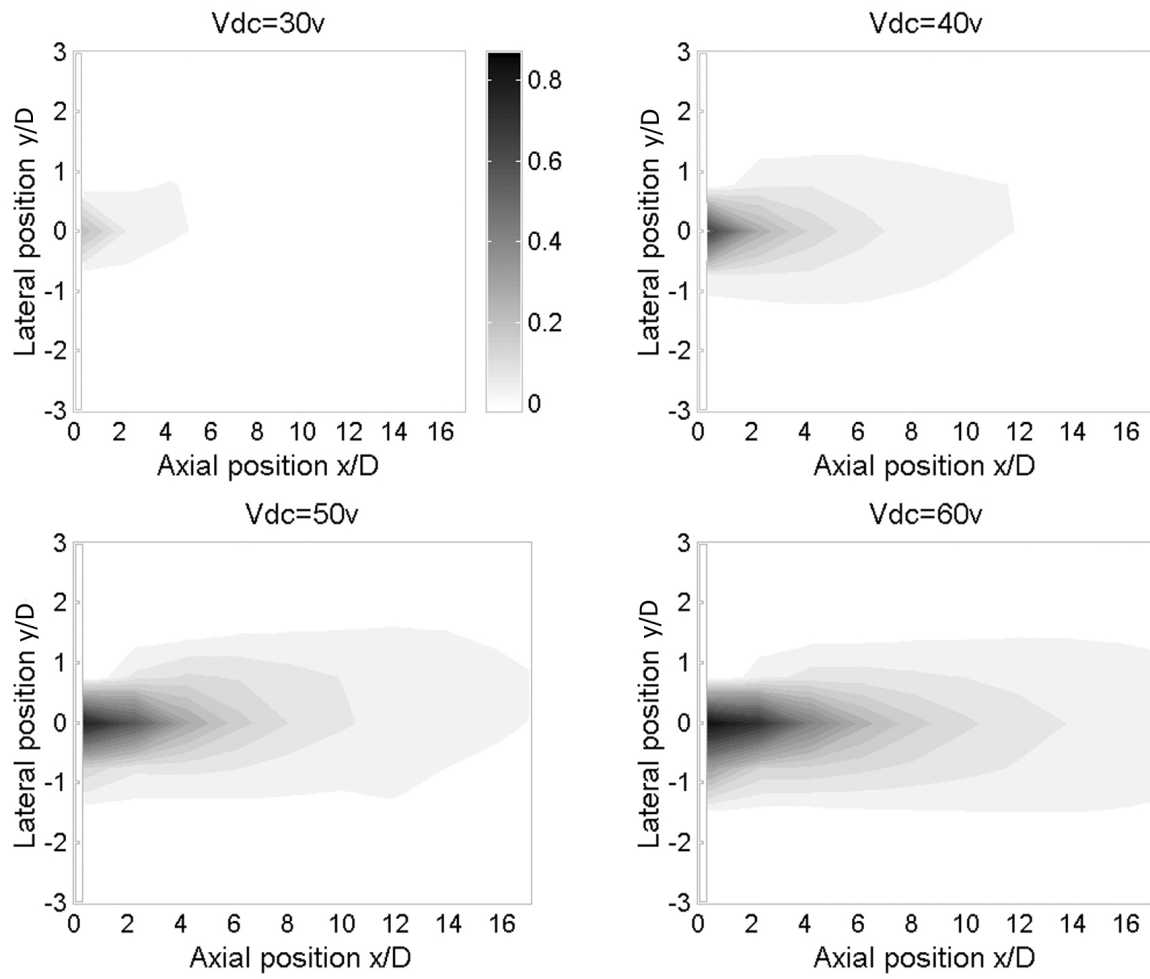 Vdc=30v
3
2
1
0
-1
-2
-3
Lateral position y/D
0 2 4 6 8 10 12 14 16
Axial position x/D
0.8
0.6
0.4
0.2
0
Vdc=40v
3
2
1
0
-1
-2
-3
Lateral position y/D
0 2 4 6 8 10 12 14 16
Axial position x/D
Vdc=50v
3
2
1
0
-1
-2
-3
Lateral position y/D
0 2 4 6 8 10 12 14 16
Axial position x/D
Vdc=60v
3
2
1
0
-1
-2
-3
Lateral position y/D
0 2 4 6 8 10 12 14 16
Axial position x/D